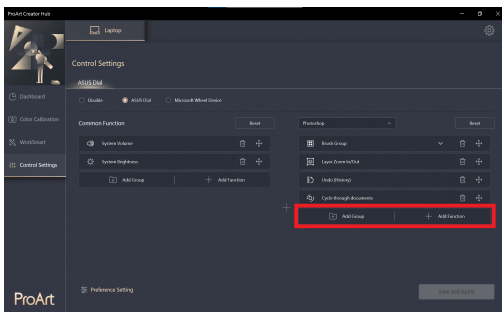 ProArt Creator Hub
Laptop
Control Settings
ASUS Dial
Dashboard
Disable
ASUS Dial
Microsoft Wheel Device
Color Calibration
Common Function
Reset
Photoshop
Reset
WorkSmart
System Volume
Brush Group
Control Settings
System Brightness
Layer Zoom In/Out
Add Group
Add Function
Undo (History)
Cycle through documents
Add Group
Add Function
Preference Setting
Save and Apply
ProArt